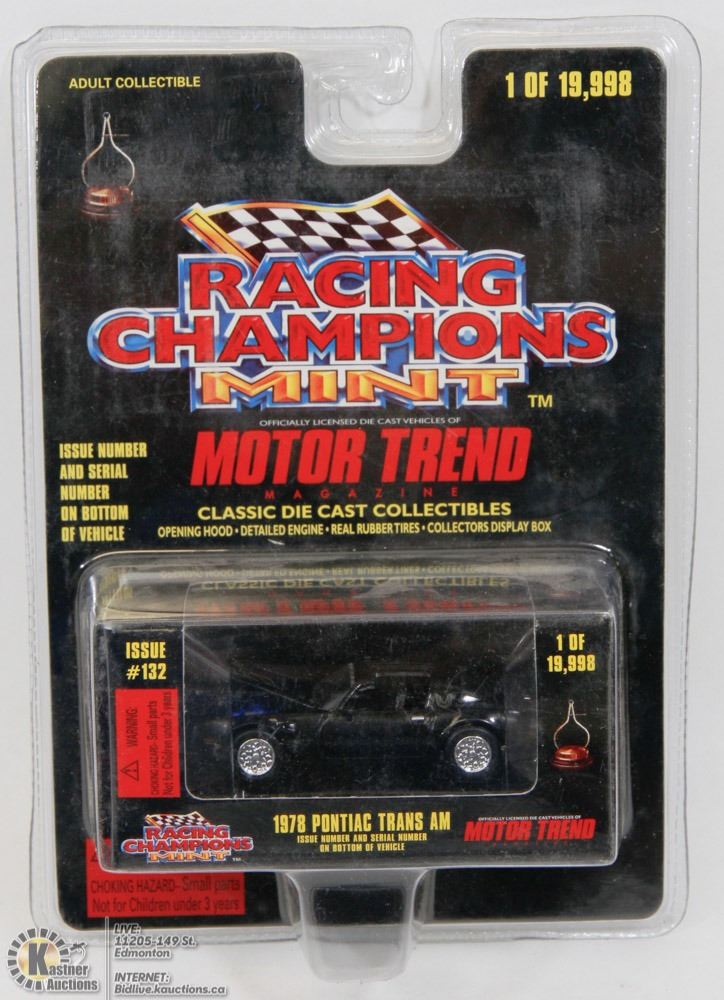 ADULT COLLECTIBLE
1 OF 19,998
RACING
CHAMPIONS
MINT
TM
OFFICIALLY LICENSED DIE CAST VEHICLES OF
MOTOR TREND
MAGAZINE
CLASSIC DIE CAST COLLECTIBLES
OPENING HOOD • DETAILED ENGINE • REAL RUBBER TIRES • COLLECTORS DISPLAY BOX
ISSUE NUMBER
AND SERIAL
NUMBER
ON BOTTOM
OF VEHICLE
ISSUE
#132
1 OF
19,998
WARNING:
CHOKING HAZARD--Small parts
Not for Children under 3 years
RACING
CHAMPIONS
MINT
TM
1978 PONTIAC TRANS AM
ISSUE NUMBER AND SERIAL NUMBER
ON BOTTOM OF VEHICLE
OFFICIALLY LICENSED DIE CAST VEHICLES OF
MOTOR TREND
CHOKING HAZARD--Small parts
Not for Children under 3 years
K
Kastner
Auctions
LIVE:
11205-149 St.
Edmonton
INTERNET:
Bidlive.kauctions.ca